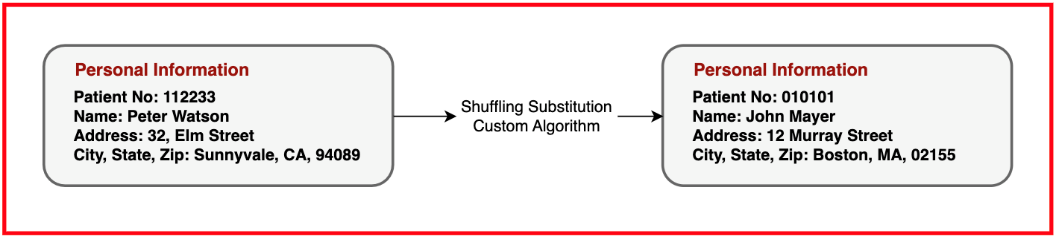 Personal Information
Patient No: 112233
Name: Peter Watson
Address: 32, Elm Street
City, State, Zip: Sunnyvale, CA, 94089
Shuffling Substitution
Custom Algorithm
Personal Information
Patient No: 010101
Name: John Mayer
Address: 12 Murray Street
City, State, Zip: Boston, MA, 02155